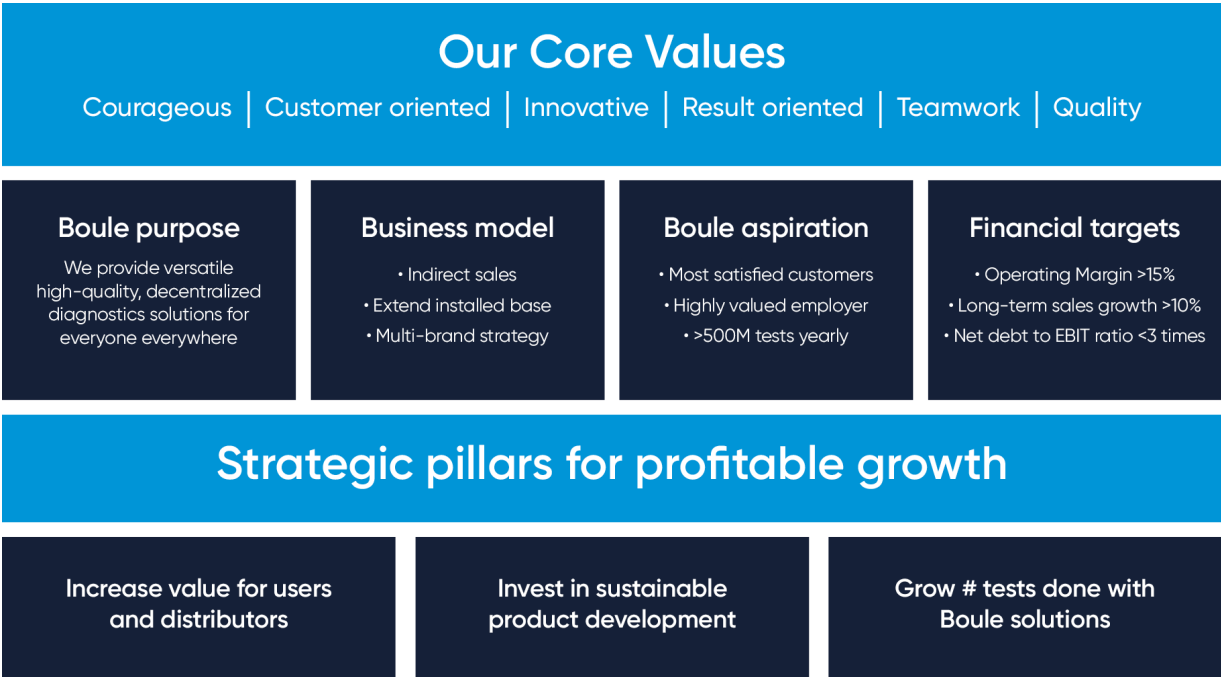 Our Core Values
Courageous | Customer oriented | Innovative | Result oriented | Teamwork | Quality
Boule purpose
We provide versatile
high-quality, decentralized
diagnostics solutions for
everyone everywhere
Business model
• Indirect sales
• Extend installed base
• Multi-brand strategy
Boule aspiration
• Most satisfied customers
• Highly valued employer
• >500M tests yearly
Financial targets
• Operating Margin >15%
• Long-term sales growth >10%
• Net debt to EBIT ratio <3 times
Strategic pillars for profitable growth
Increase value for users
and distributors
Invest in sustainable
product development
Grow # tests done with
Boule solutions